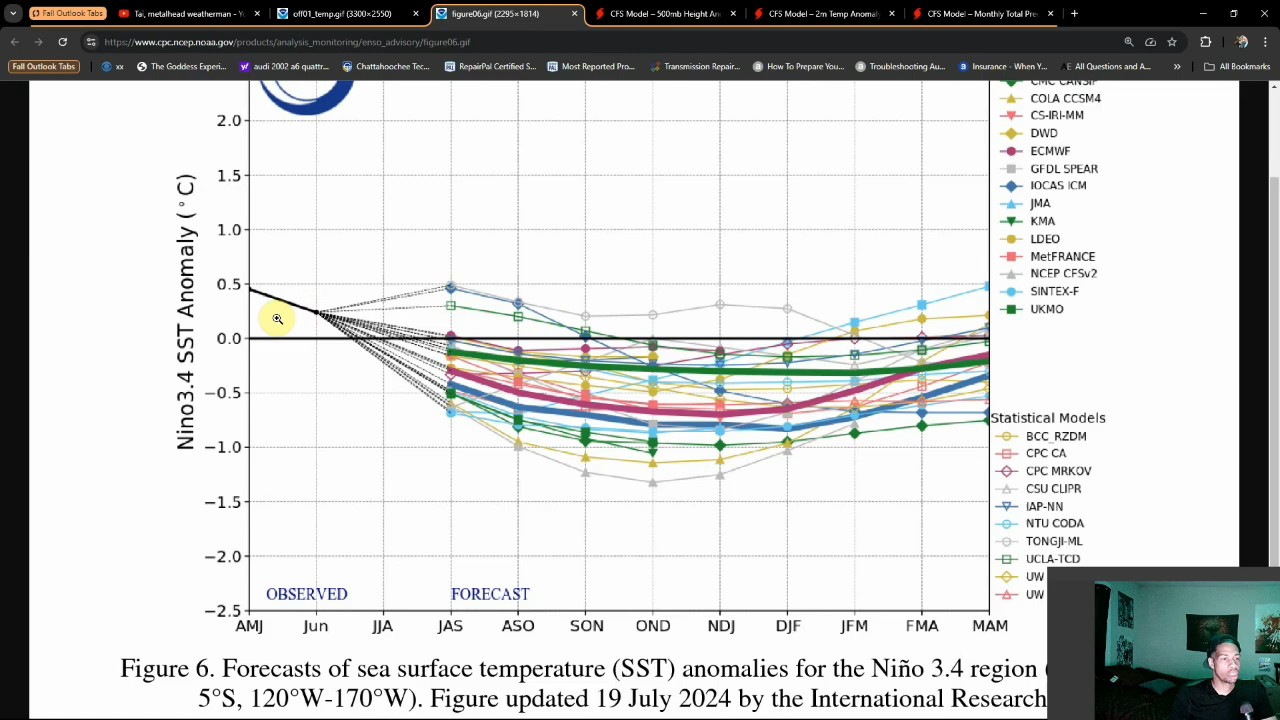 Fall Outlook Tabs
Tai, metalhead weatherman - Y
off01_temp.gif (3300×2550)
figure06.gif (2295×1814)
CFS Model – 500mb Height An
CFS Model – 2m Temp Anomaly
CFS Model – Monthly Total Pre
https://www.cpc.ncep.noaa.gov/products/analysis_monitoring/enso_advisory/figure06.gif
Fall Outlook Tabs
xx
The Goddess Experi...
audi 2002 a6 quattr...
Chattahoochee Tec...
RepairPal Certified S...
Most Reported Pro...
Transmission Repair...
How To Prepare You...
Troubleshooting Au...
Insurance - When Y...
All Questions and A...
All Bookmarks
Nino3.4 SST Anomaly (°C)
2.0
1.5
1.0
0.5
0.0
−0.5
−1.0
−1.5
−2.0
−2.5
OBSERVED
FORECAST
AMJ
Jun
JJA
JAS
ASO
SON
OND
NDJ
DJF
JFM
FMA
MAM
CMC CANSIP
COLA CCSM4
CS-IRI-MM
DWD
ECMWF
GFDL SPEAR
IOCAS ICM
JMA
KMA
LDEO
MetFRANCE
NCEP CFSv2
SINTEX-F
UKMO
Statistical Models
BCC_RZDM
CPC CA
CPC MRKOV
CSU CLIPR
IAP-NN
NTU CODA
TONGJI-ML
UCLA-TCD
UW
UW
Figure 6. Forecasts of sea surface temperature (SST) anomalies for the Niño 3.4 region (
5°S, 120°W-170°W). Figure updated 19 July 2024 by the International Research